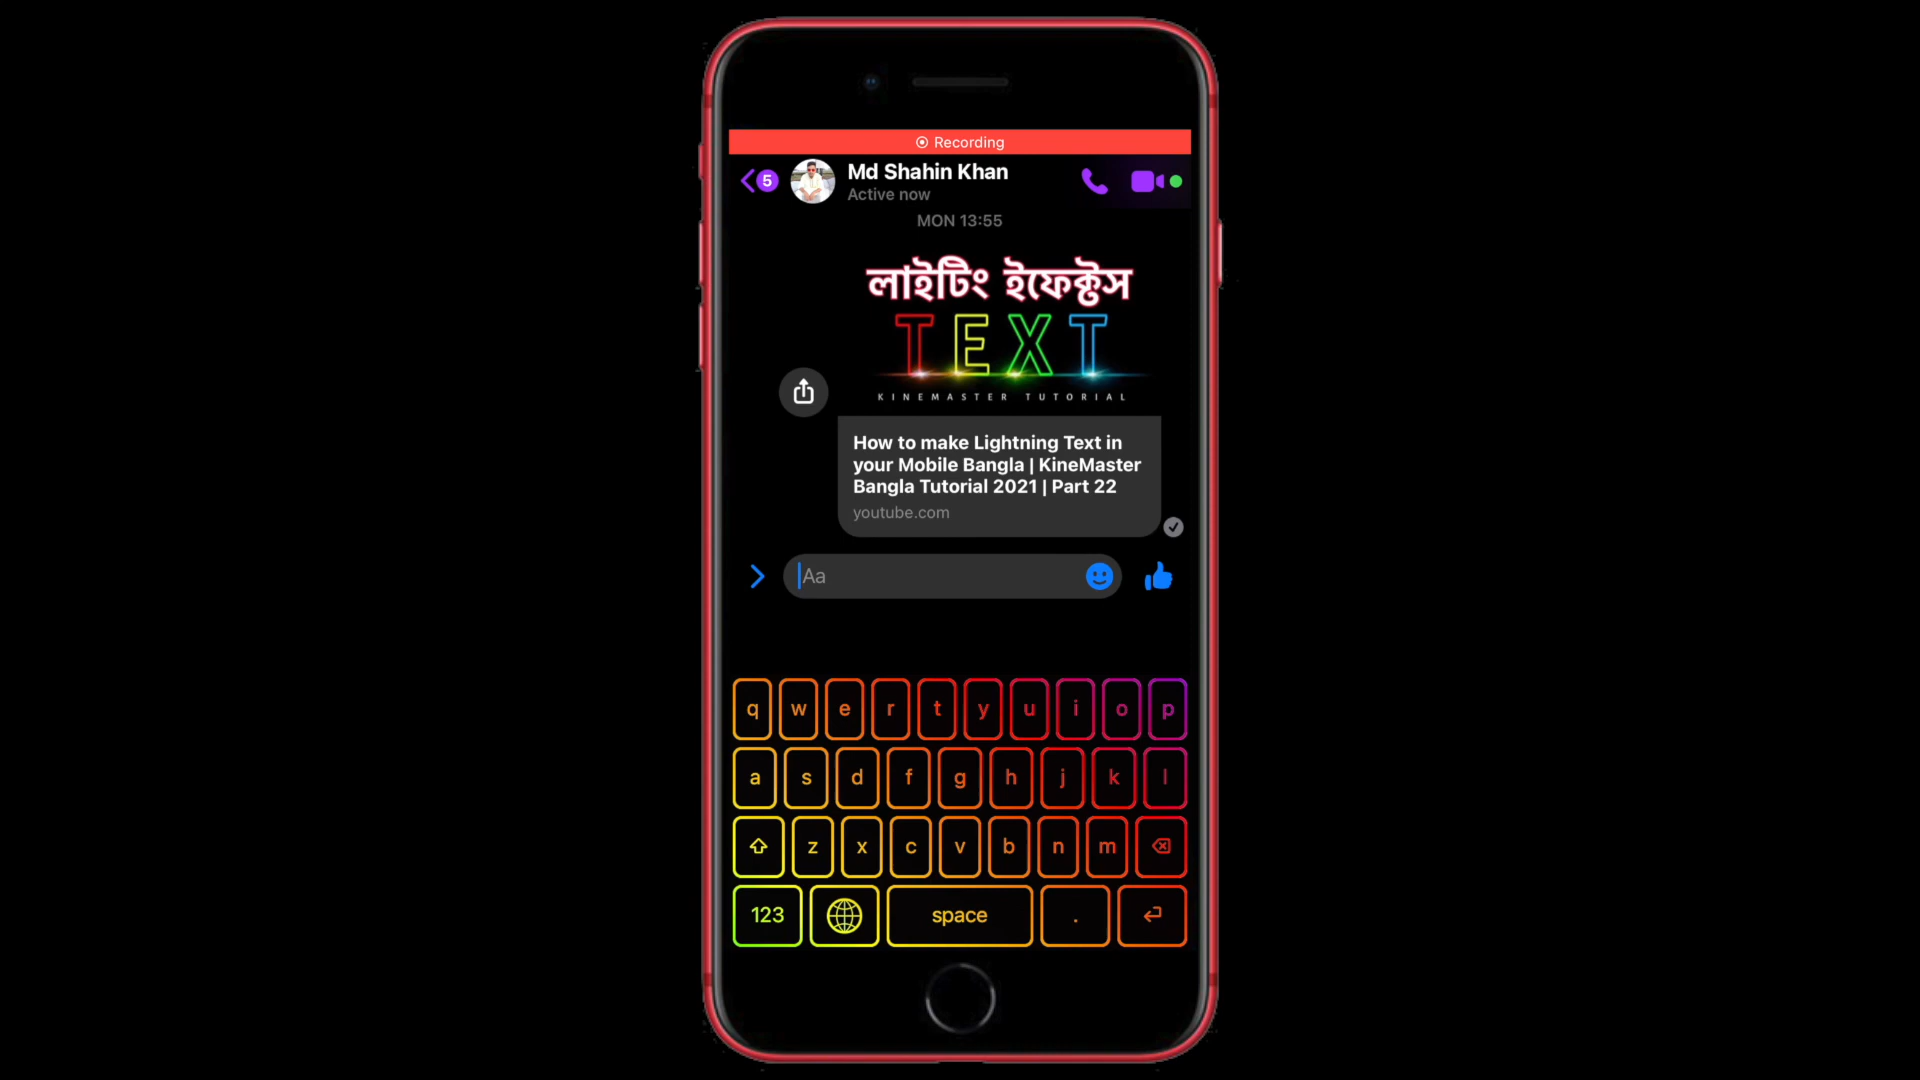 Recording
5
Md Shahin Khan
Active now
MON 13:55
লাইটিং ইফেক্টস
TEXT
KINEMASTER TUTORIAL
How to make Lightning Text in
your Mobile Bangla | KineMaster
Bangla Tutorial 2021 | Part 22
youtube.com
Aa
q w e r t y u i o p
a s d f g h j k l
z x c v b n m
123 space .